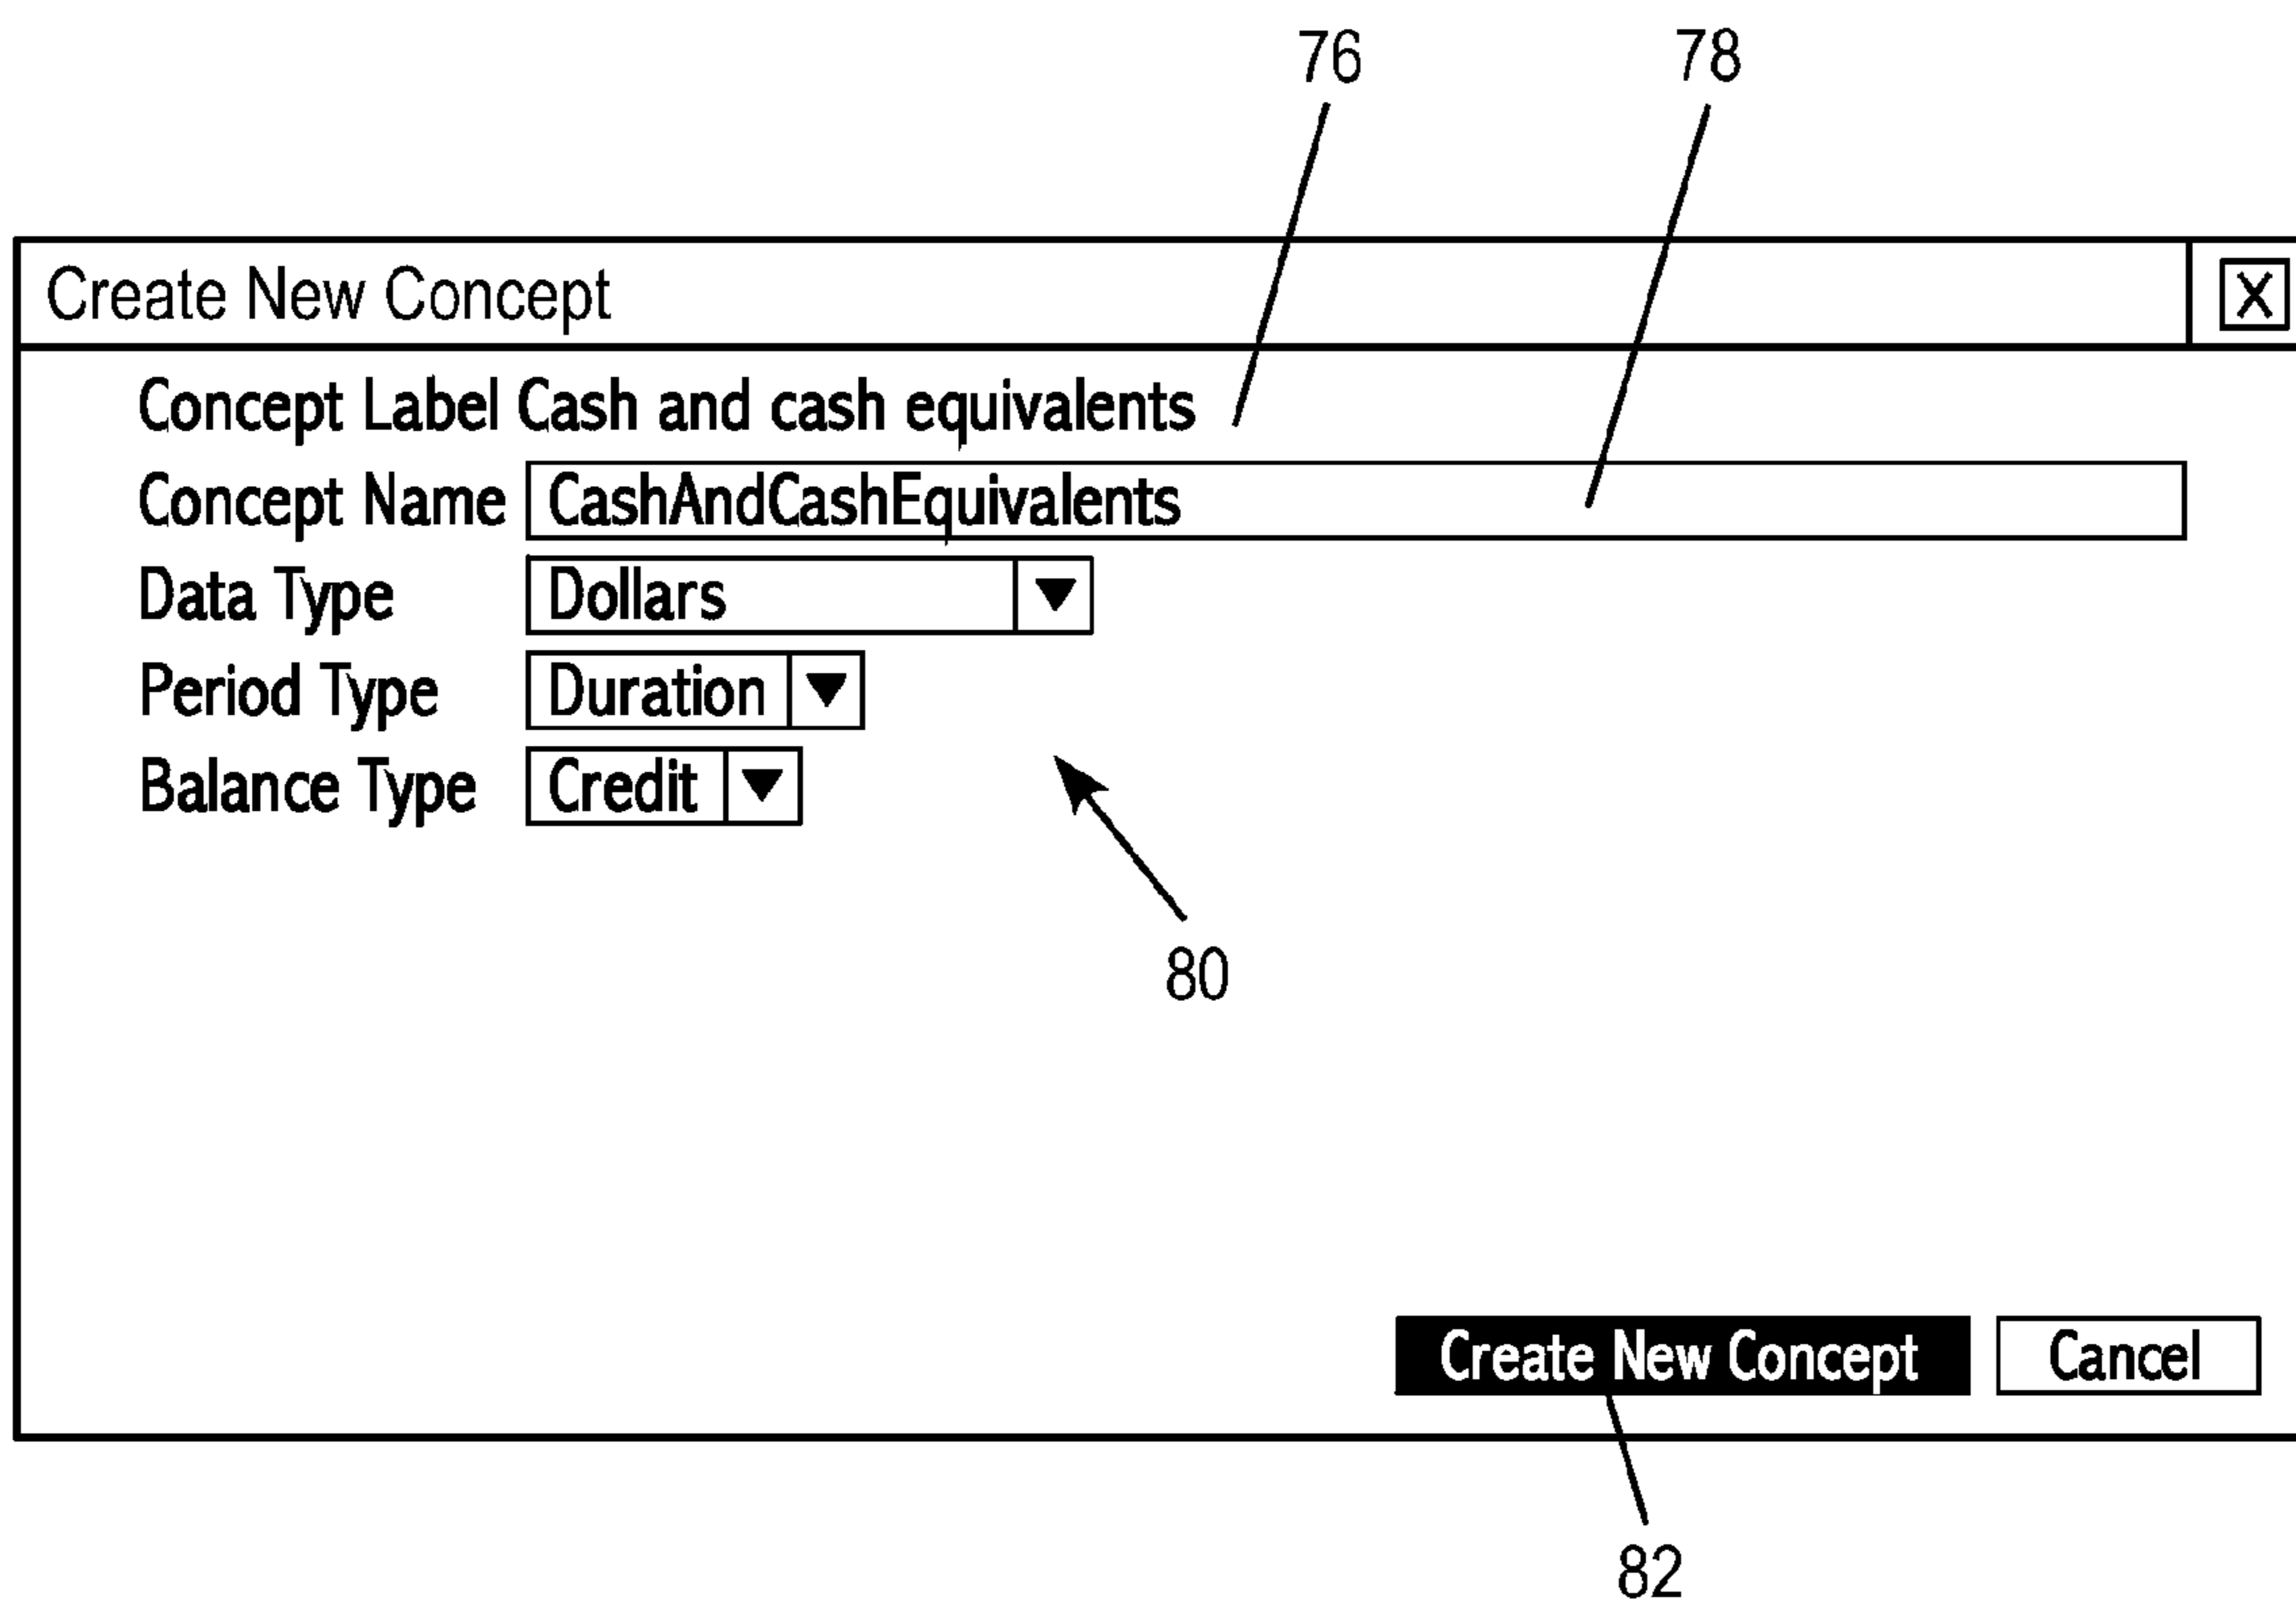 76 78
Create New Concept X
Concept Label Cash and cash equivalents
Concept Name CashAndCashEquivalents
Data Type Dollars
Period Type Duration
Balance Type Credit
80
Create New Concept Cancel
82